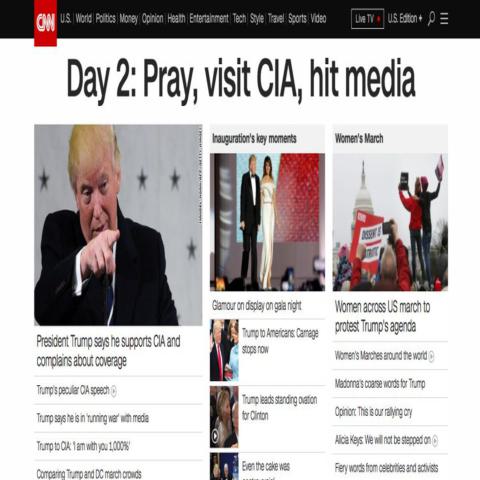 CNN
U.S. World Politics Money Opinion Health Entertainment Tech Style Travel Sports Video
Live TV U.S. Edition +
Day 2: Pray, visit CIA, hit media
President Trump says he supports CIA and
complains about coverage
Trump's peculiar CIA speech
Trump says he is in 'running war' with media
Trump to CIA: 'I am with you 1,000%'
Comparing Trump and DC march crowds
Inauguration's key moments
Glamour on display on gala night
Trump to Americans: Carnage
stops now
Trump leads standing ovation
for Clinton
Even the cake was
Women's March
DISSENT IS
Women across US march to
protest Trump's agenda
Women's Marches around the world
Madonna's coarse words for Trump
Opinion: This is our rallying cry
Alicia Keys: We will not be stepped on
Fiery words from celebrities and activists